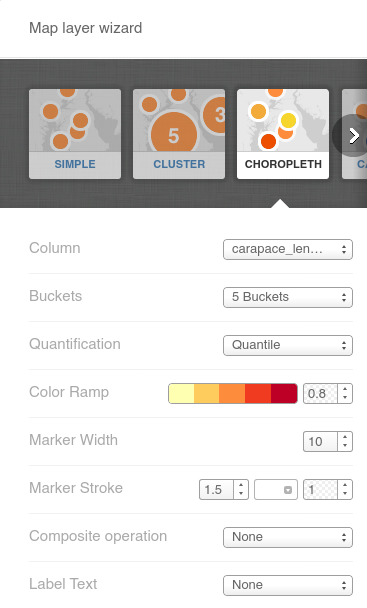 Map layer wizard
5
3
SIMPLE
CLUSTER
CHOROPLETH
Column carapace_len...
Buckets 5 Buckets
Quantification Quantile
Color Ramp 0.8
Marker Width 10
Marker Stroke 1.5 1
Composite operation None
Label Text None